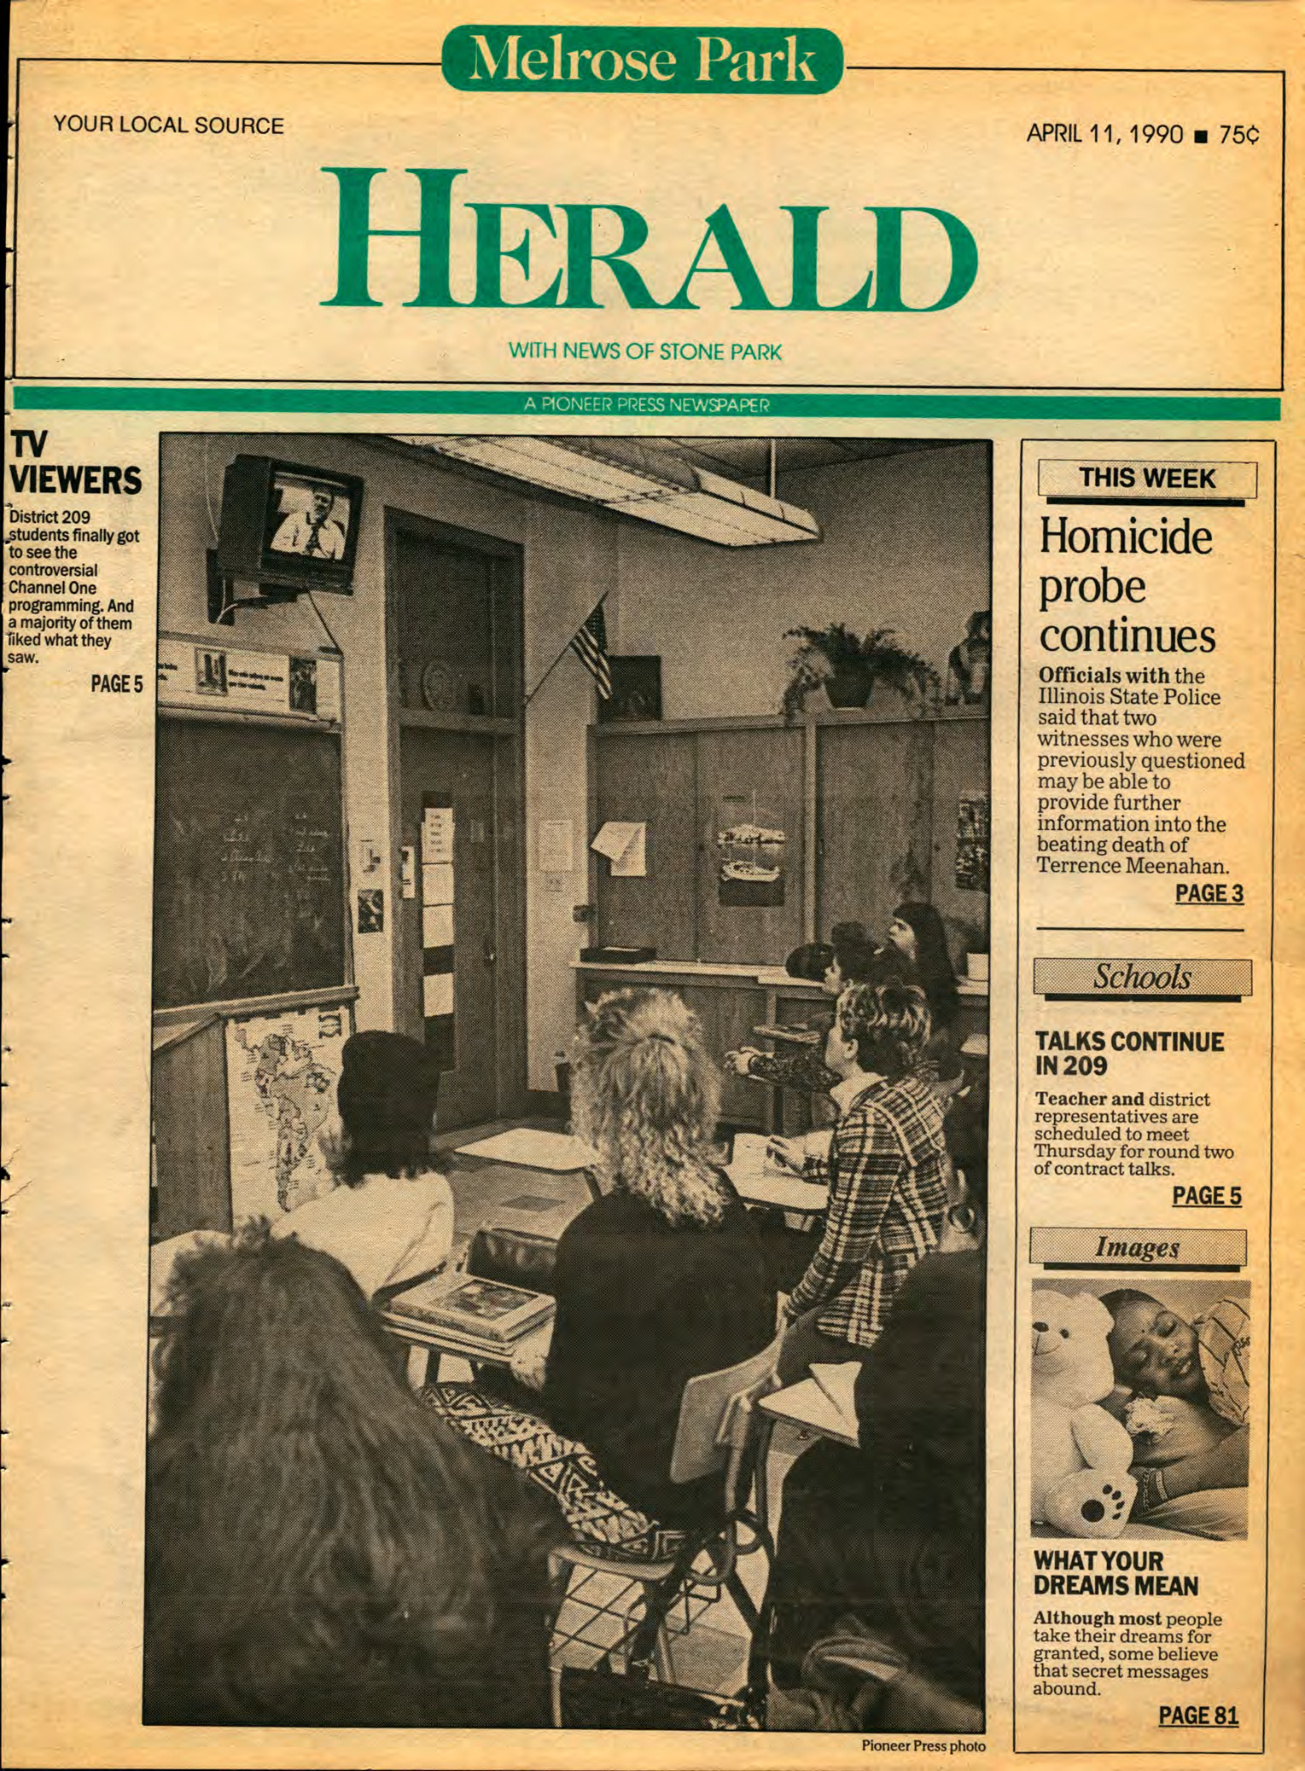 Melrose Park
YOUR LOCAL SOURCE
APRIL 11, 1990 ■ 75¢
HERALD
WITH NEWS OF STONE PARK
A PIONEER PRESS NEWSPAPER
TV
VIEWERS
District 209
students finally got
to see the
controversial
Channel One
programming. And
a majority of them
liked what they
saw.
PAGE 5
Pioneer Press photo
THIS WEEK
Homicide
probe
continues
Officials with the
Illinois State Police
said that two
witnesses who were
previously questioned
may be able to
provide further
information into the
beating death of
Terrence Meenahan.
PAGE 3
Schools
TALKS CONTINUE
IN 209
Teacher and district
representatives are
scheduled to meet
Thursday for round two
of contract talks.
PAGE 5
Images
WHAT YOUR
DREAMS MEAN
Although most people
take their dreams for
granted, some believe
that secret messages
abound.
PAGE 81